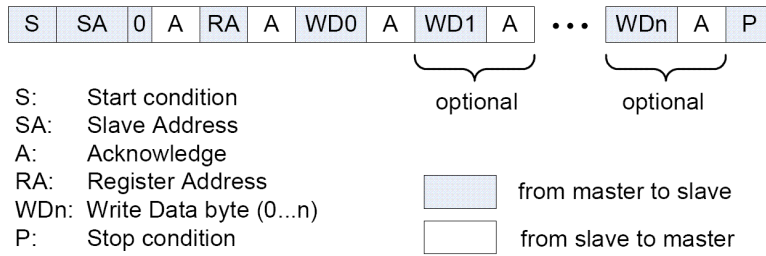 S SA 0 A RA A WD0 A WD1 A ••• WDn A P
optional optional
S: Start condition
SA: Slave Address
A: Acknowledge
RA: Register Address
WDn: Write Data byte (0...n)
P: Stop condition
from master to slave
from slave to master